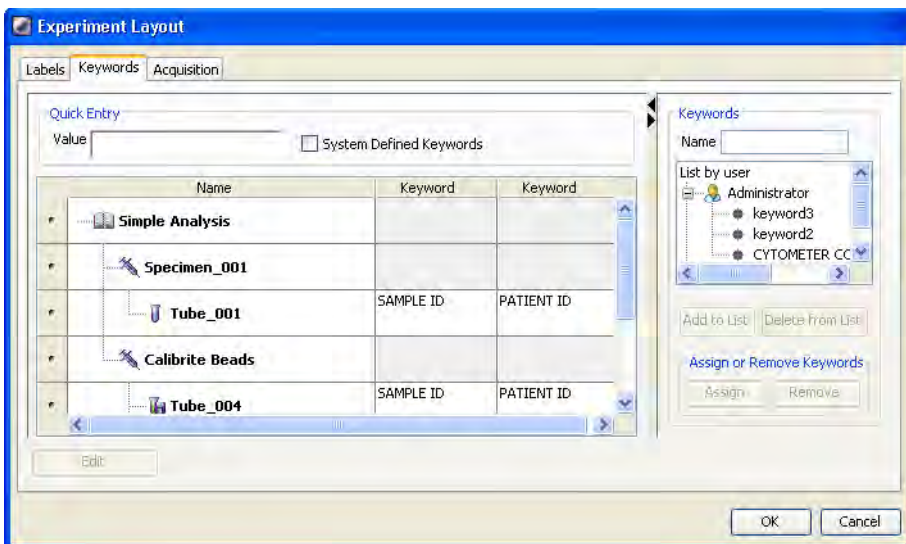 Experiment Layout
Labels Keywords Acquisition
Quick Entry
Value
System Defined Keywords
Name Keyword Keyword
Simple Analysis
Specimen_001
Tube_001 SAMPLE ID PATIENT ID
Calibrite Beads
Tube_004 SAMPLE ID PATIENT ID
Edit
Keywords
Name
List by user
Administrator
keyword3
keyword2
CYTOMETER CC
Add to List Delete from List
Assign or Remove Keywords
Assign Remove
OK Cancel